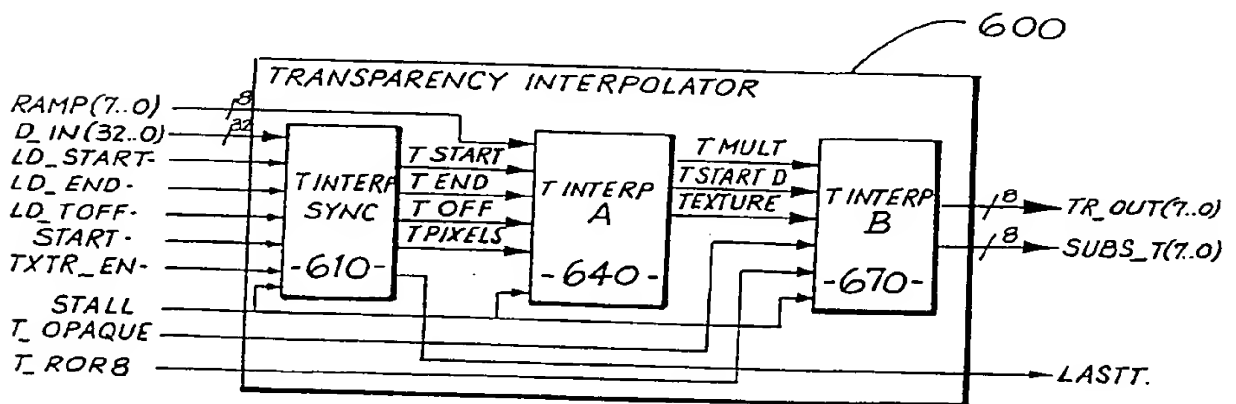 600
TRANSPARENCY INTERPOLATOR
RAMP(7..0)
8
D_IN(32..0)
32
LD_START-
LD_END-
LD_TOFF-
START-
TXTR_EN-
STALL
T_OPAQUE
T_ROR8
T INTERP
SYNC
-610-
T START
T END
T OFF
T PIXELS
T INTERP
A
-640-
T MULT
T START D
TEXTURE
T INTERP
B
-670-
8
TR_OUT(7..0)
8
SUBS_T(7..0)
LASTT.